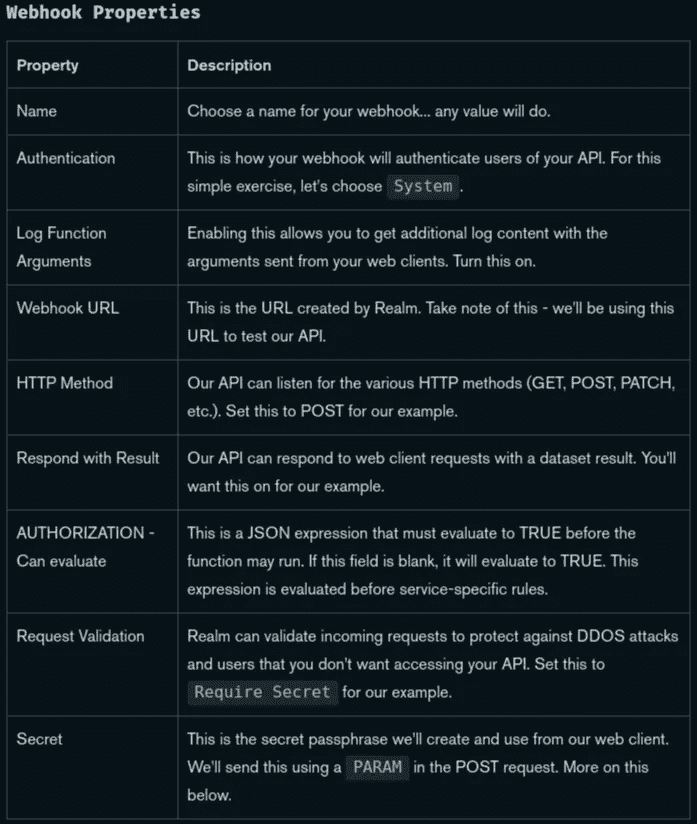 Webhook Properties
Property Description
Name Choose a name for your webhook... any value will do.
Authentication This is how your webhook will authenticate users of your API. For this
simple exercise, let's choose System .
Log Function Enabling this allows you to get additional log content with the
Arguments arguments sent from your web clients. Turn this on.
Webhook URL This is the URL created by Realm. Take note of this - we'll be using this
URL to test our API.
HTTP Method Our API can listen for the various HTTP methods (GET, POST, PATCH,
etc.). Set this to POST for our example.
Respond with Result Our API can respond to web client requests with a dataset result. You'll
want this on for our example.
AUTHORIZATION - This is a JSON expression that must evaluate to TRUE before the
Can evaluate function may run. If this field is blank, it will evaluate to TRUE. This
expression is evaluated before service-specific rules.
Request Validation Realm can validate incoming requests to protect against DDOS attacks
and users that you don't want accessing your API. Set this to
Require Secret for our example.
Secret This is the secret passphrase we'll create and use from our web client.
We'll send this using a PARAM in the POST request. More on this
below.